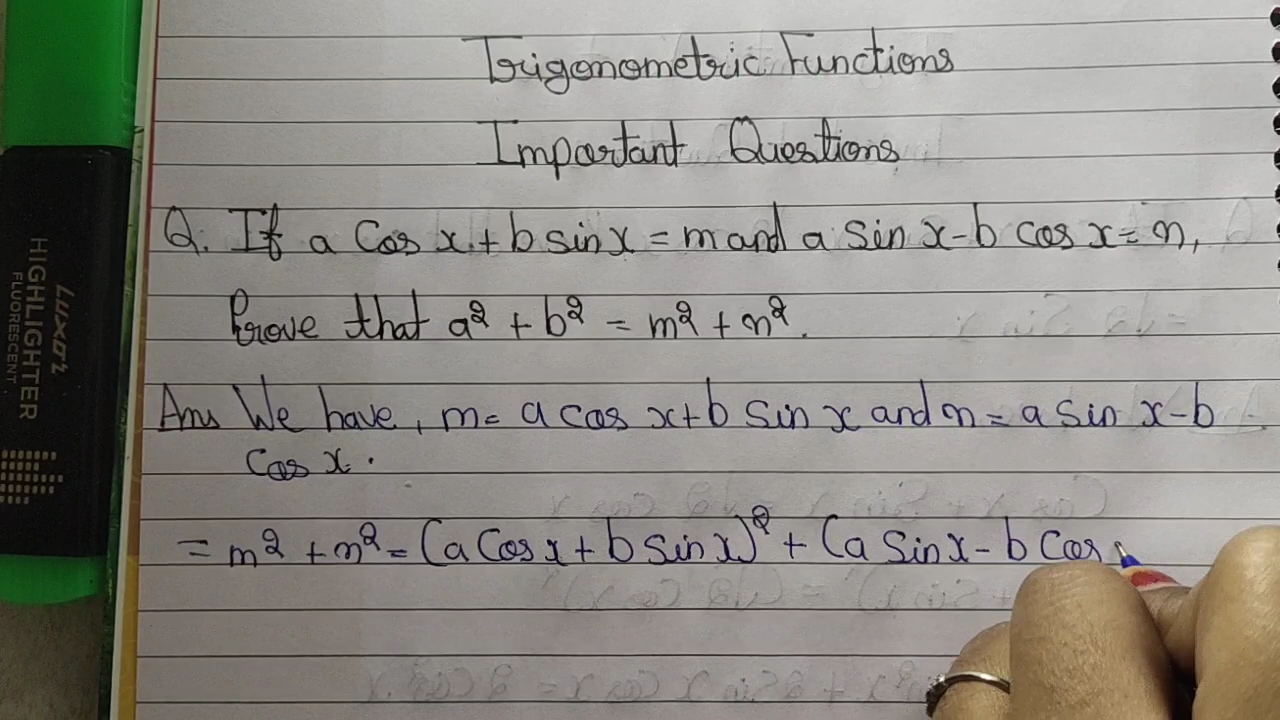 Trigonometric Functions
Important Questions
Q. If a cos x + b sin x = m and a sin x - b cos x = n,
Prove that a² + b² = m² + n².
Ans We have, m = a cos x + b sin x and n = a sin x - b
cos x.
= m² + n² = (a cos x + b sin x)² + (a sin x - b cos
LUXOR
HIGHLIGHTER
FLUORESCENT